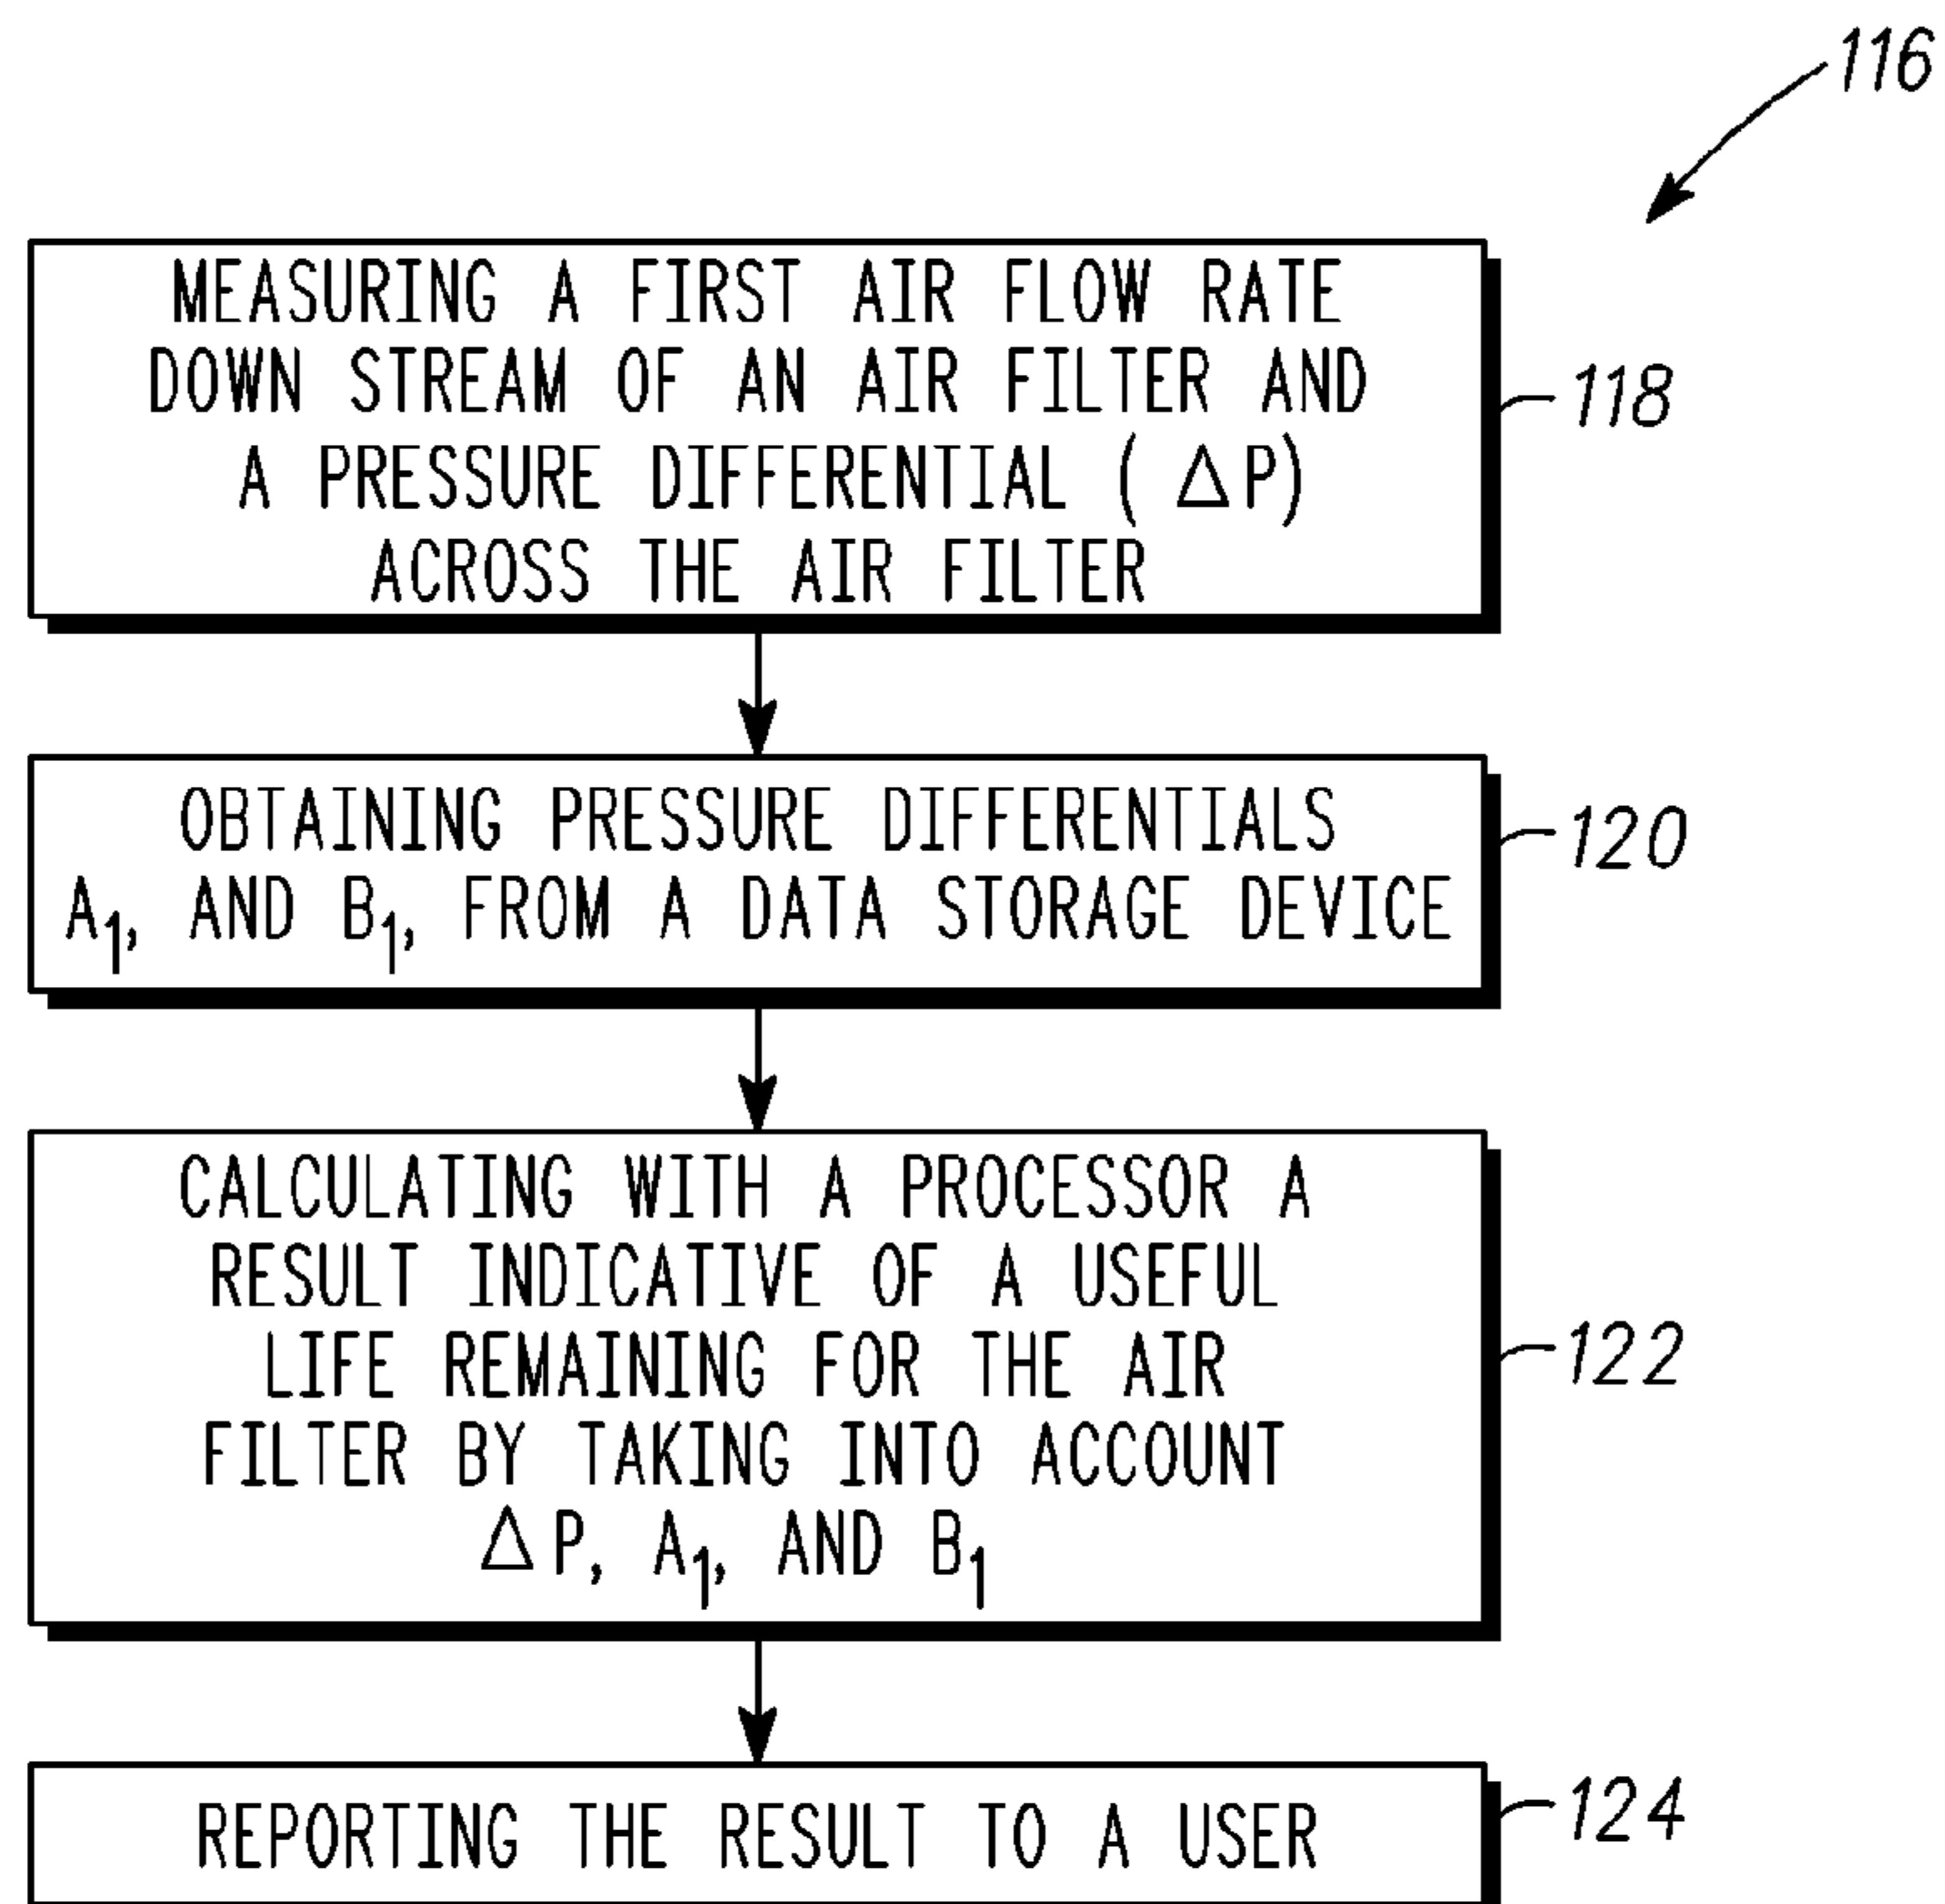 116
MEASURING A FIRST AIR FLOW RATE
DOWN STREAM OF AN AIR FILTER AND
A PRESSURE DIFFERENTIAL ( ΔP)
ACROSS THE AIR FILTER
118
OBTAINING PRESSURE DIFFERENTIALS
A₁, AND B₁, FROM A DATA STORAGE DEVICE
120
CALCULATING WITH A PROCESSOR A
RESULT INDICATIVE OF A USEFUL
LIFE REMAINING FOR THE AIR
FILTER BY TAKING INTO ACCOUNT
ΔP, A₁, AND B₁
122
REPORTING THE RESULT TO A USER
124